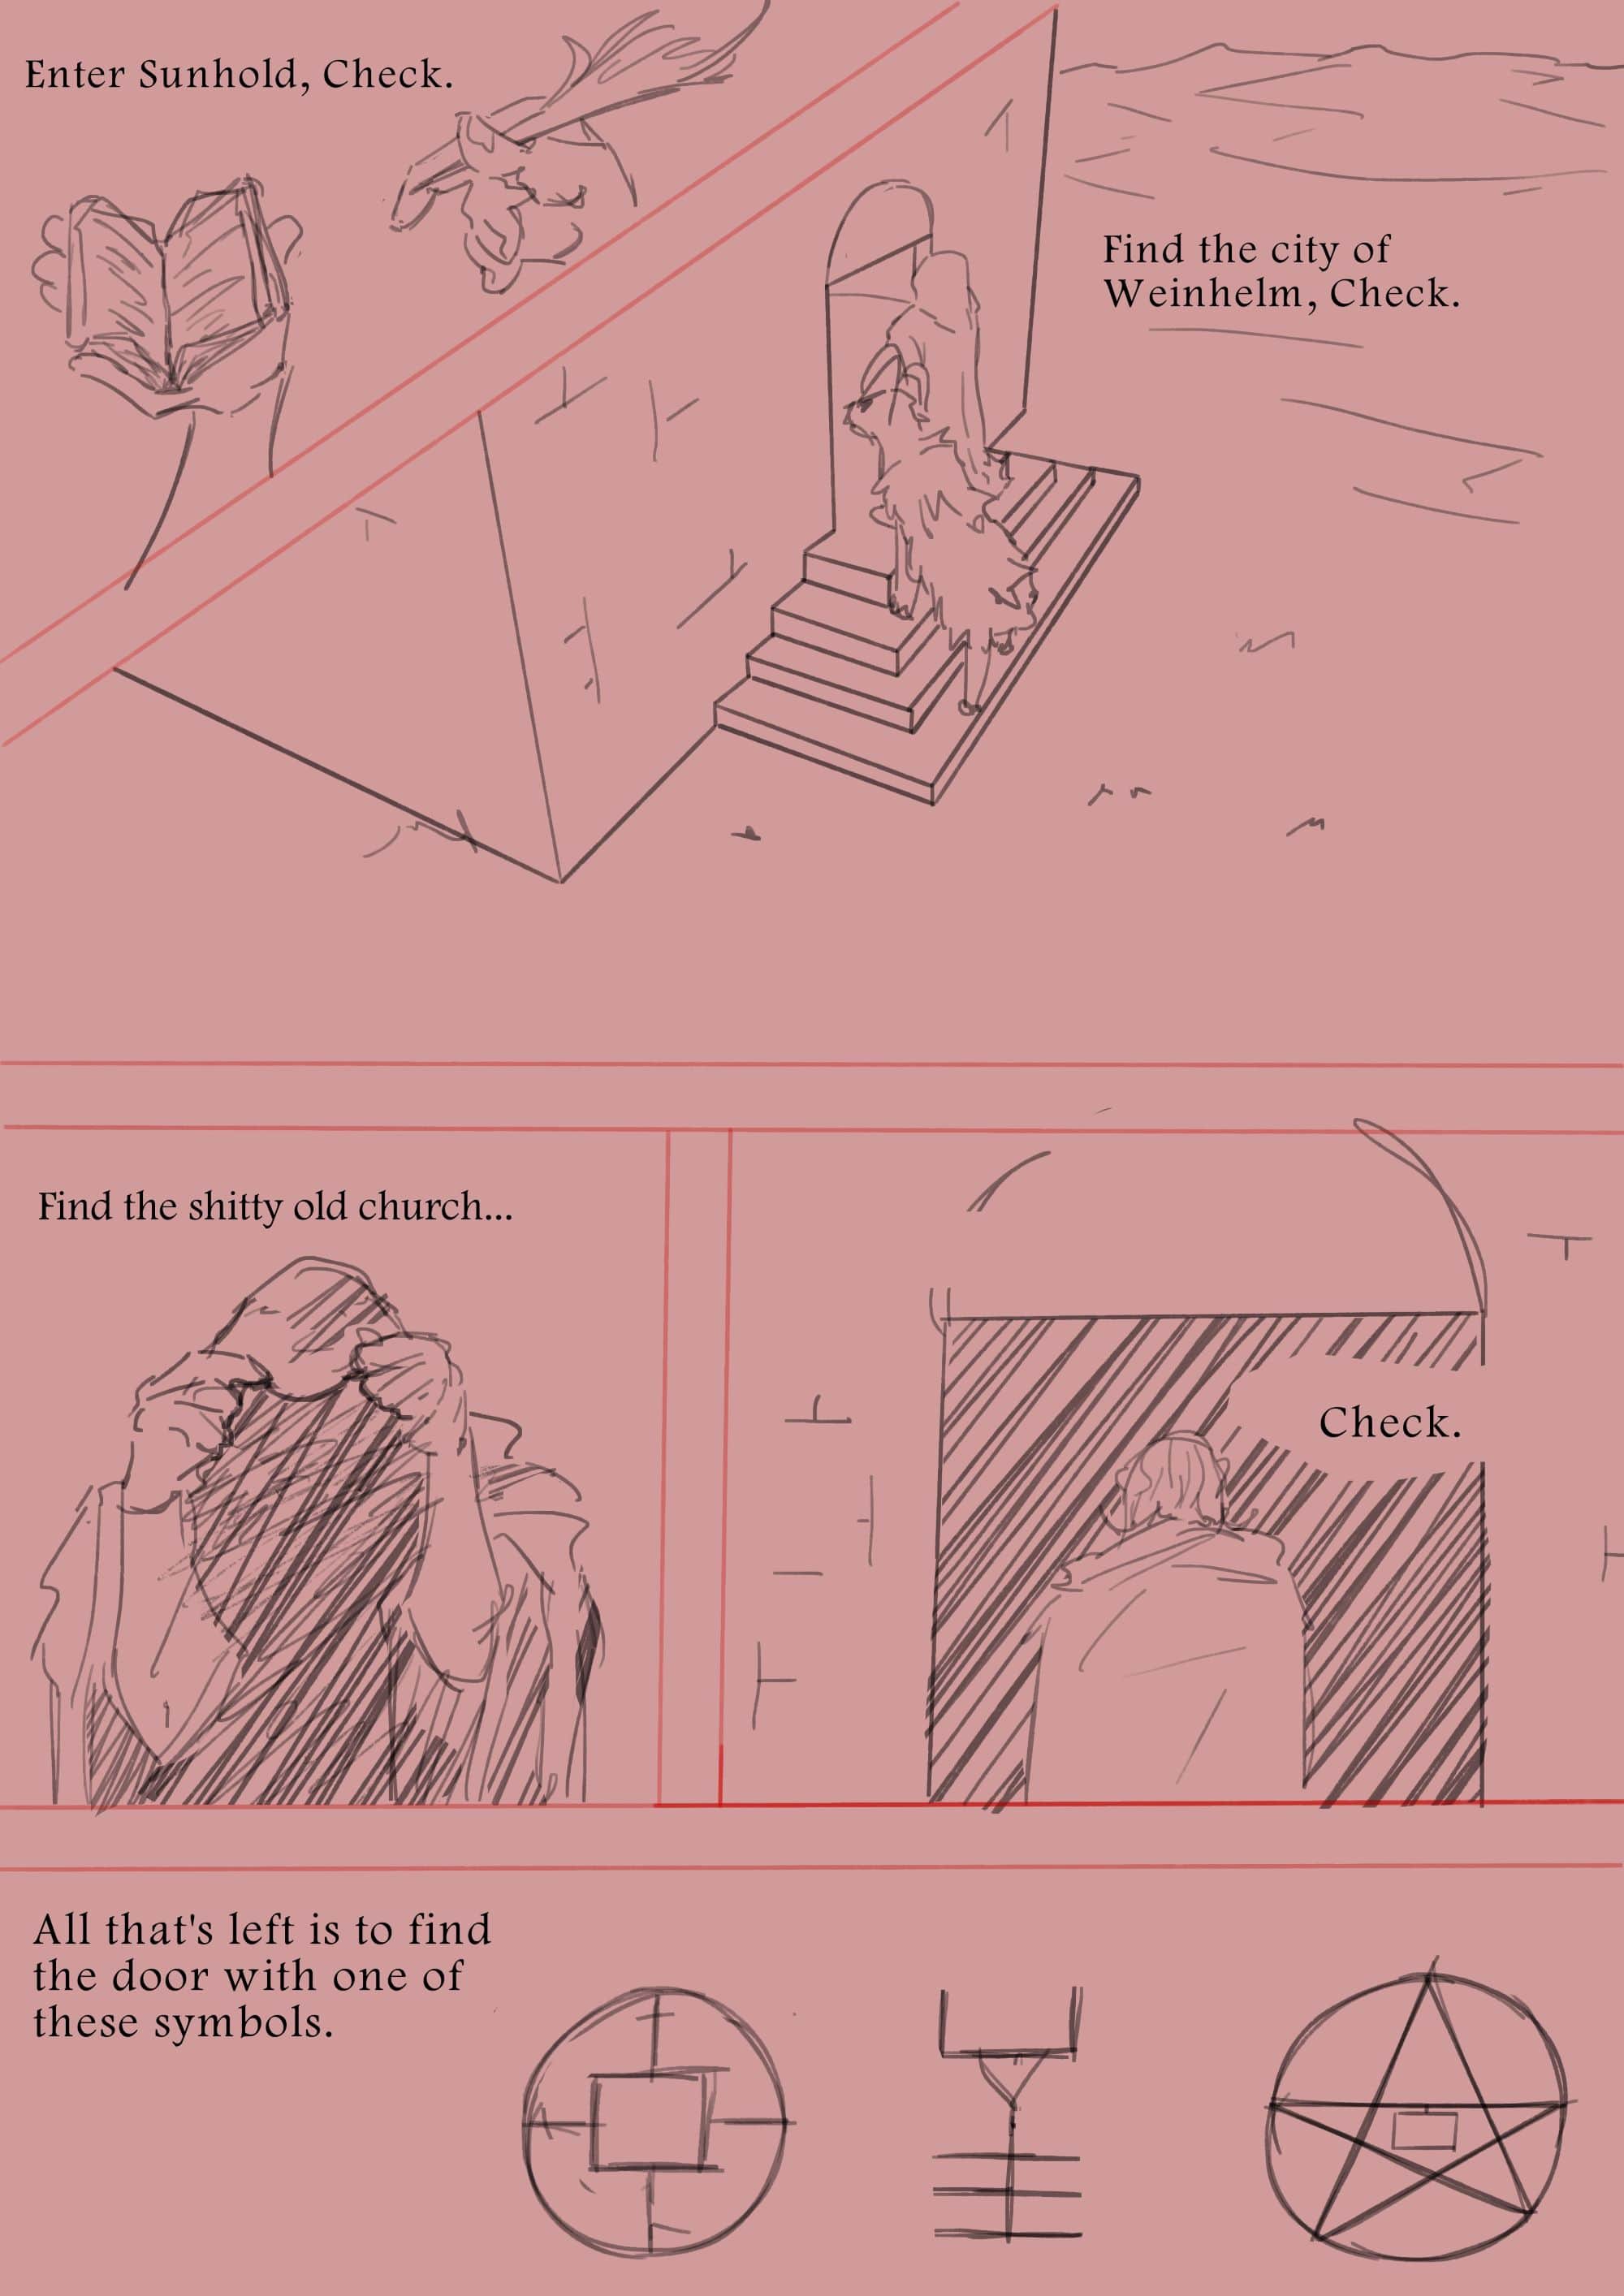 Enter Sunhold, Check.
Find the city of
Weinhelm, Check.
Find the shitty old church...
Check.
All that's left is to find
the door with one of
these symbols.